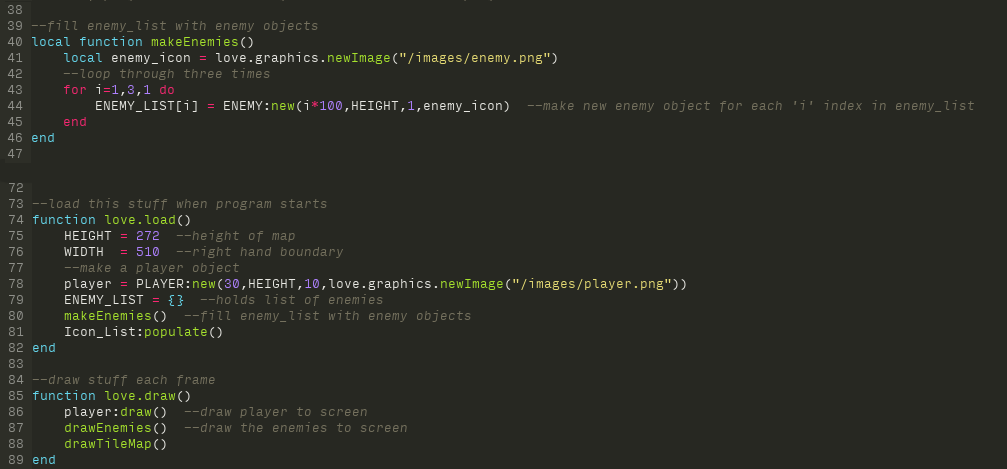 38
39 --fill enemy_list with enemy objects
40 local function makeEnemies()
41     local enemy_icon = love.graphics.newImage("/images/enemy.png")
42     --loop through three times
43     for i=1,3,1 do
44         ENEMY_LIST[i] = ENEMY:new(i*100,HEIGHT,1,enemy_icon)  --make new enemy object for each 'i' index in enemy_list
45     end
46 end
47
72
73 --load this stuff when program starts
74 function love.load()
75     HEIGHT = 272  --height of map
76     WIDTH  = 510  --right hand boundary
77     --make a player object
78     player = PLAYER:new(30,HEIGHT,10,love.graphics.newImage("/images/player.png"))
79     ENEMY_LIST = {}  --holds list of enemies
80     makeEnemies()  --fill enemy_list with enemy objects
81     Icon_List:populate()
82 end
83
84 --draw stuff each frame
85 function love.draw()
86     player:draw()  --draw player to screen
87     drawEnemies()  --draw the enemies to screen
88     drawTileMap()
89 end